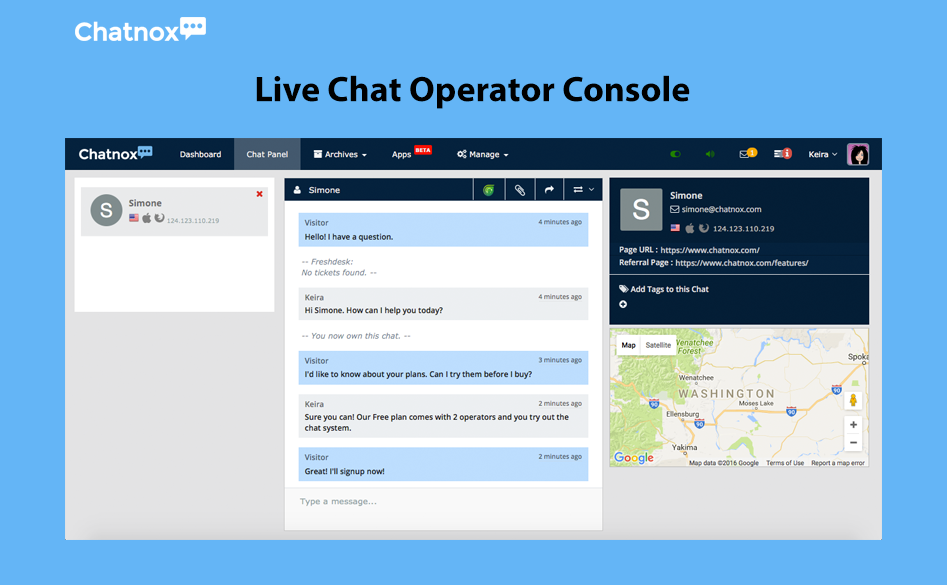 Chatnox
Live Chat Operator Console
Chatnox Dashboard Chat Panel Archives Apps BETA Manage 1 Keira
S Simone
124.123.110.219
Simone
Visitor 4 minutes ago
Hello! I have a question.
-- Freshdesk:
No tickets found. --
Keira 4 minutes ago
Hi Simone. How can I help you today?
-- You now own this chat. --
Visitor 3 minutes ago
I'd like to know about your plans. Can I try them before I buy?
Keira 2 minutes ago
Sure you can! Our Free plan comes with 2 operators and you try out the
chat system.
Visitor 2 minutes ago
Great! I'll signup now!
Type a message...
S Simone
simone@chatnox.com
124.123.110.219
Page URL : https://www.chatnox.com/
Referral Page : https://www.chatnox.com/features/
Add Tags to this Chat
Map Satellite
Wenatchee
Forest
Spoka
Wenatchee
WASHINGTON
90
Moses Lake
90
90
Ellensburg
90
Yakima
Google Map data ©2016 Google Terms of Use Report a map error